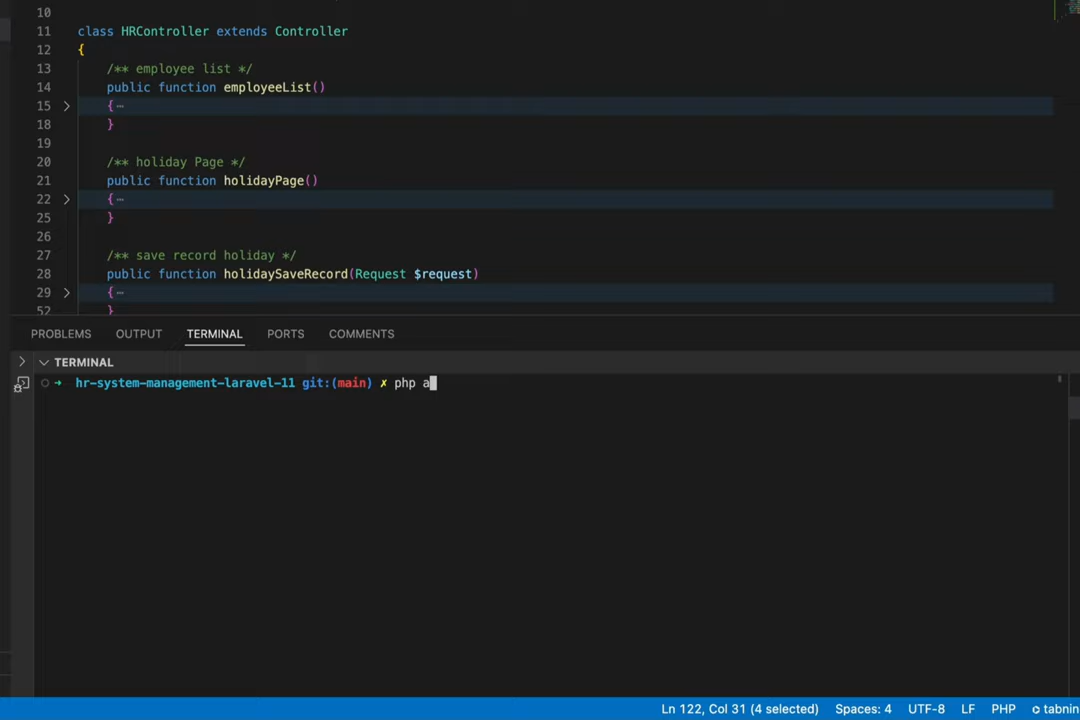 10
11 class HRController extends Controller
12 {
13 /** employee list */
14 public function employeeList()
15 > {⋯
18 }
19
20 /** holiday Page */
21 public function holidayPage()
22 > {⋯
25 }
26
27 /** save record holiday */
28 public function holidaySaveRecord(Request $request)
29 > {⋯
52 }
PROBLEMS OUTPUT TERMINAL PORTS COMMENTS
TERMINAL
➜ hr-system-management-laravel-11 git:(main) ✗ php a
Ln 122, Col 31 (4 selected) Spaces: 4 UTF-8 LF PHP tabnin